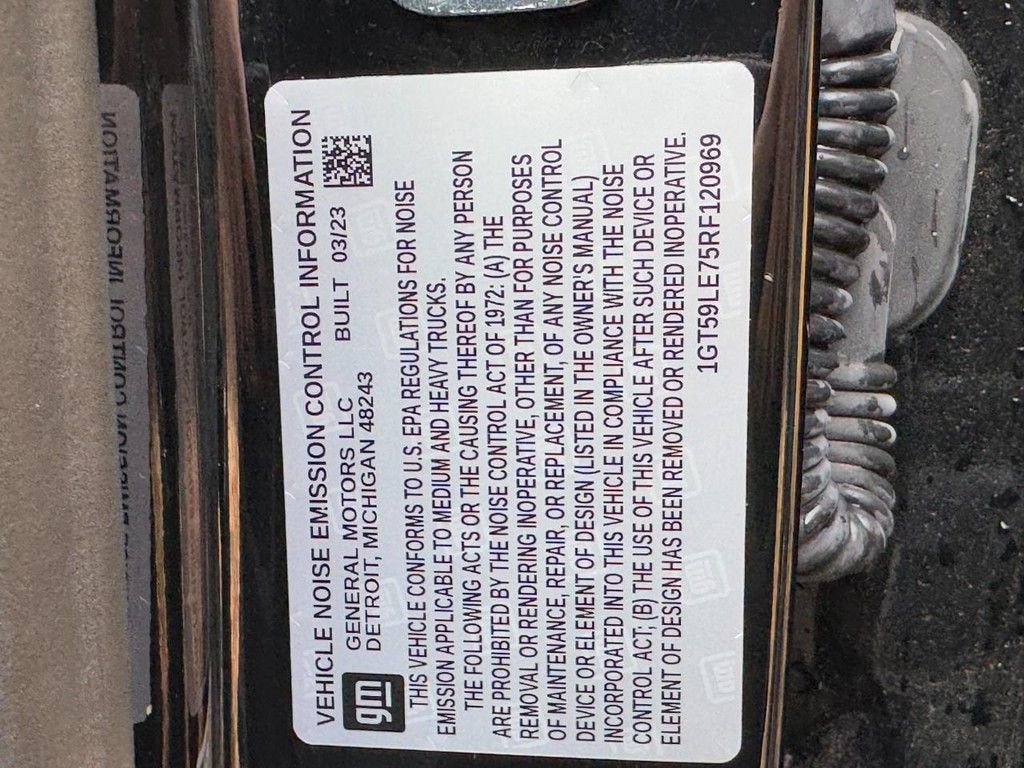 VEHICLE NOISE EMISSION CONTROL INFORMATION
gm
GENERAL MOTORS LLC BUILT 03/23
DETROIT, MICHIGAN 48243
THIS VEHICLE CONFORMS TO U.S. EPA REGULATIONS FOR NOISE
EMISSION APPLICABLE TO MEDIUM AND HEAVY TRUCKS.
THE FOLLOWING ACTS OR THE CAUSING THEREOF BY ANY PERSON
ARE PROHIBITED BY THE NOISE CONTROL ACT OF 1972: (A) THE
REMOVAL OR RENDERING INOPERATIVE, OTHER THAN FOR PURPOSES
OF MAINTENANCE, REPAIR, OR REPLACEMENT, OF ANY NOISE CONTROL
DEVICE OR ELEMENT OF DESIGN (LISTED IN THE OWNER'S MANUAL)
INCORPORATED INTO THIS VEHICLE IN COMPLIANCE WITH THE NOISE
CONTROL ACT; (B) THE USE OF THIS VEHICLE AFTER SUCH DEVICE OR
ELEMENT OF DESIGN HAS BEEN REMOVED OR RENDERED INOPERATIVE.
1GT59LE75RF120969